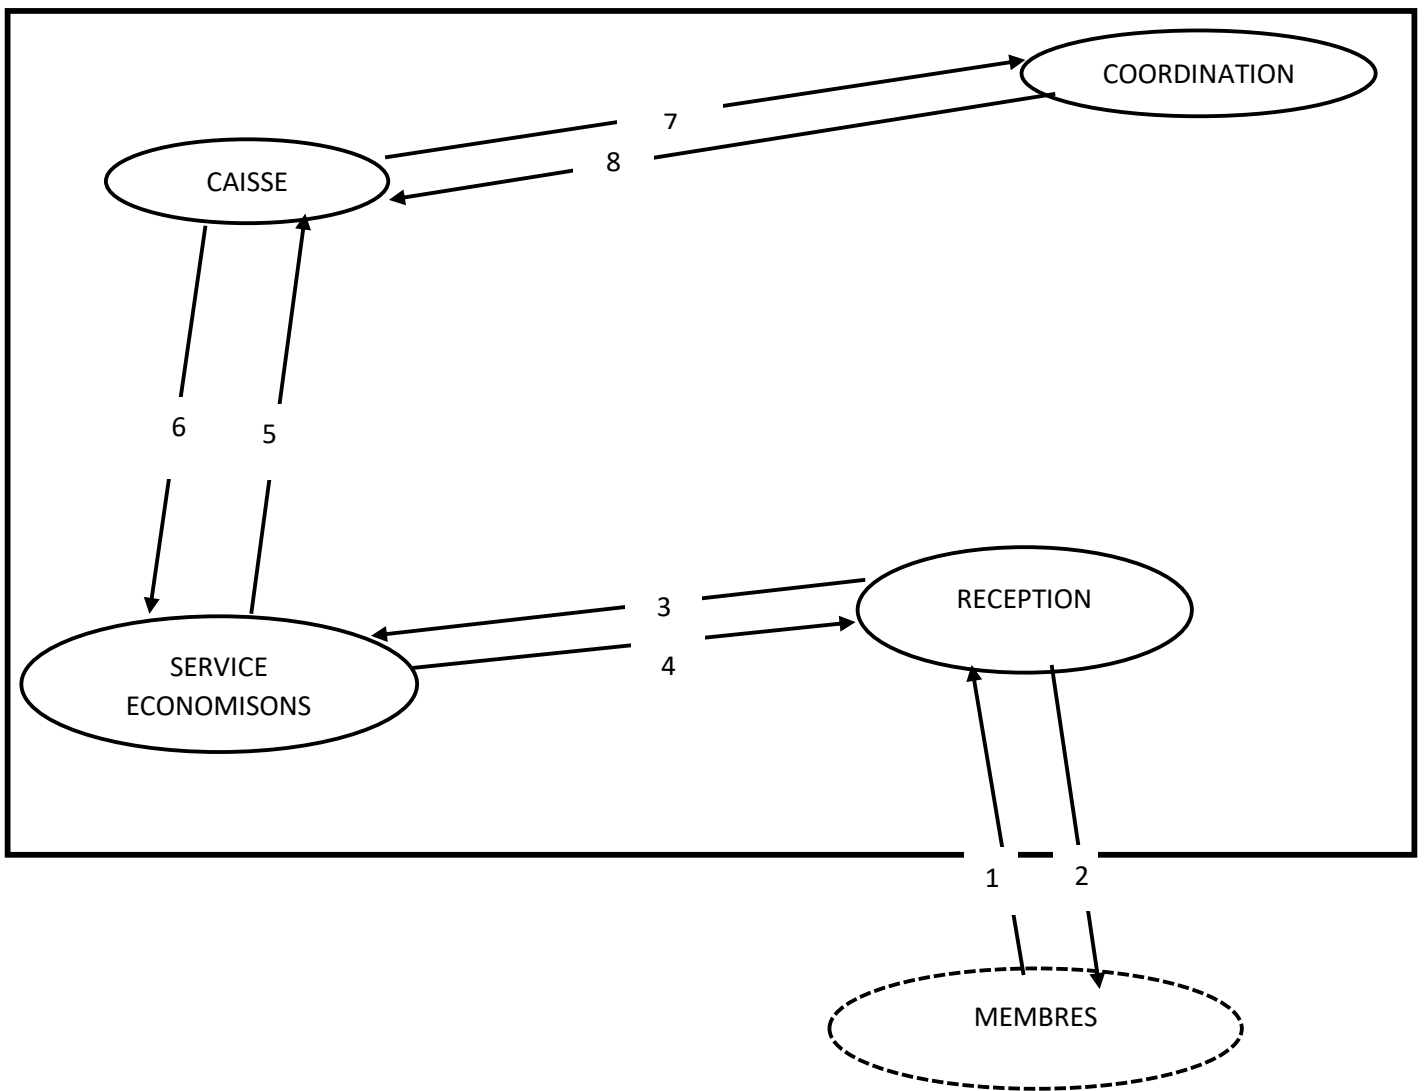 COORDINATION
7
8
CAISSE
6
5
RECEPTION
3
4
SERVICE
ECONOMISONS
1
2
MEMBRES